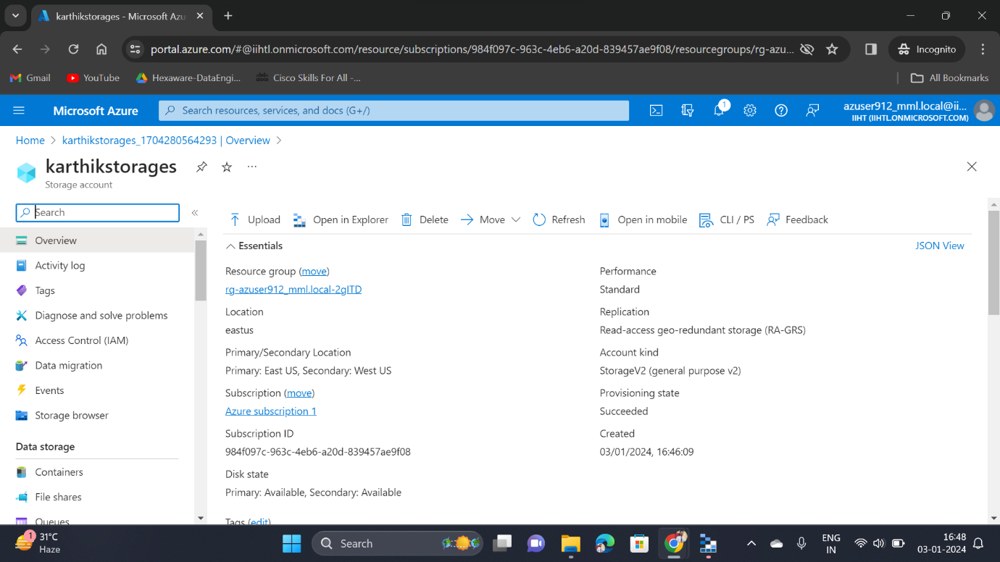 karthikstorages - Microsoft Azu
portal.azure.com/#@iihtl.onmicrosoft.com/resource/subscriptions/984f097c-963c-4eb6-a20d-839457ae9f08/resourcegroups/rg-azu...
Incognito
Gmail
YouTube
Hexaware-DataEngi...
Cisco Skills For All -...
All Bookmarks
Microsoft Azure
Search resources, services, and docs (G+/)
1
azuser912_mml.local@ii...
IIHT (IIHTL.ONMICROSOFT.COM)
Home > karthikstorages_1704280564293 | Overview >
karthikstorages
Storage account
Search
Overview
Activity log
Tags
Diagnose and solve problems
Access Control (IAM)
Data migration
Events
Storage browser
Data storage
Containers
File shares
Queues
Upload
Open in Explorer
Delete
Move
Refresh
Open in mobile
CLI / PS
Feedback
Essentials
JSON View
Resource group (move)
rg-azuser912_mml.local-2gITD
Location
eastus
Primary/Secondary Location
Primary: East US, Secondary: West US
Subscription (move)
Azure subscription 1
Subscription ID
984f097c-963c-4eb6-a20d-839457ae9f08
Disk state
Primary: Available, Secondary: Available
Tags (edit)
Performance
Standard
Replication
Read-access geo-redundant storage (RA-GRS)
Account kind
StorageV2 (general purpose v2)
Provisioning state
Succeeded
Created
03/01/2024, 16:46:09
1
31°C
Haze
Search
ENG
IN
16:48
03-01-2024